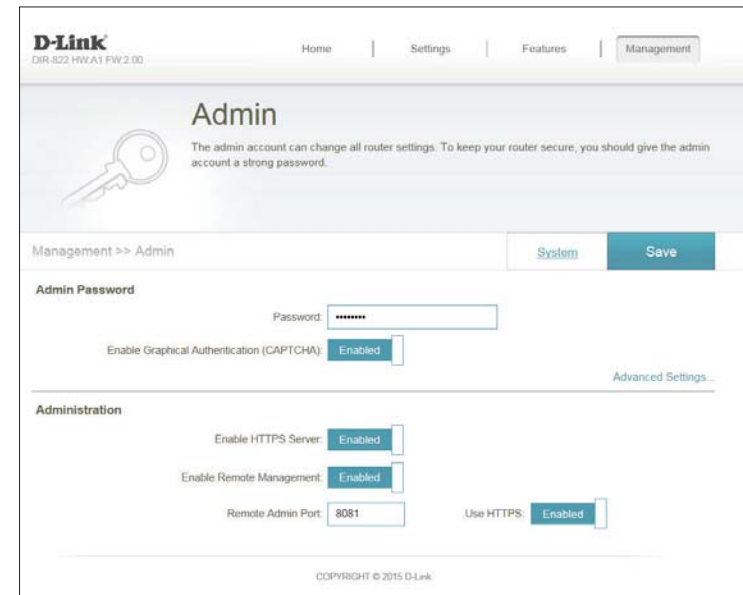 D-Link
DIR-822 HW:A1 FW:2.00
Home | Settings | Features | Management
Admin
The admin account can change all router settings. To keep your router secure, you should give the admin
account a strong password.
Management >> Admin
System
Save
Admin Password
Password: ••••••••
Enable Graphical Authentication (CAPTCHA): Enabled
Advanced Settings...
Administration
Enable HTTPS Server: Enabled
Enable Remote Management: Enabled
Remote Admin Port: 8081 Use HTTPS: Enabled
COPYRIGHT © 2015 D-Link